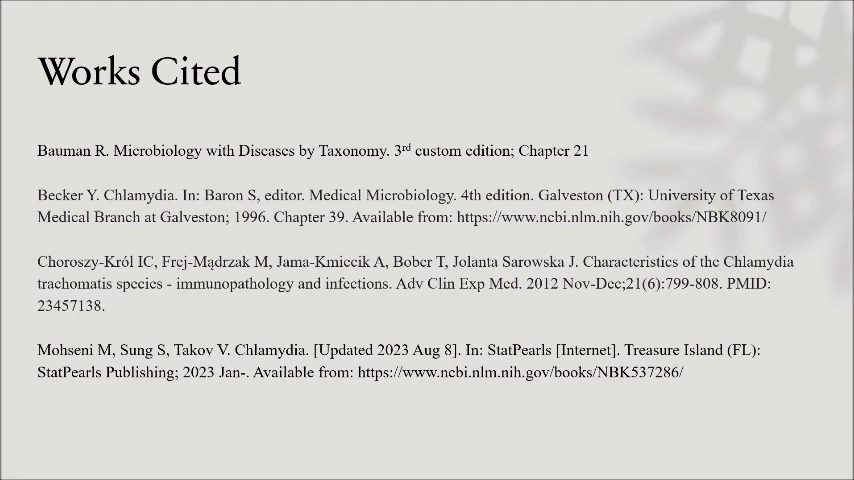 Works Cited
Bauman R. Microbiology with Diseases by Taxonomy. 3rd custom edition; Chapter 21
Becker Y. Chlamydia. In: Baron S, editor. Medical Microbiology. 4th edition. Galveston (TX): University of Texas
Medical Branch at Galveston; 1996. Chapter 39. Available from: https://www.ncbi.nlm.nih.gov/books/NBK8091/
Choroszy-Król IC, Frej-Mądrzak M, Jama-Kmiecik A, Bober T, Jolanta Sarowska J. Characteristics of the Chlamydia
trachomatis species - immunopathology and infections. Adv Clin Exp Med. 2012 Nov-Dec;21(6):799-808. PMID:
23457138.
Mohseni M, Sung S, Takov V. Chlamydia. [Updated 2023 Aug 8]. In: StatPearls [Internet]. Treasure Island (FL):
StatPearls Publishing; 2023 Jan-. Available from: https://www.ncbi.nlm.nih.gov/books/NBK537286/